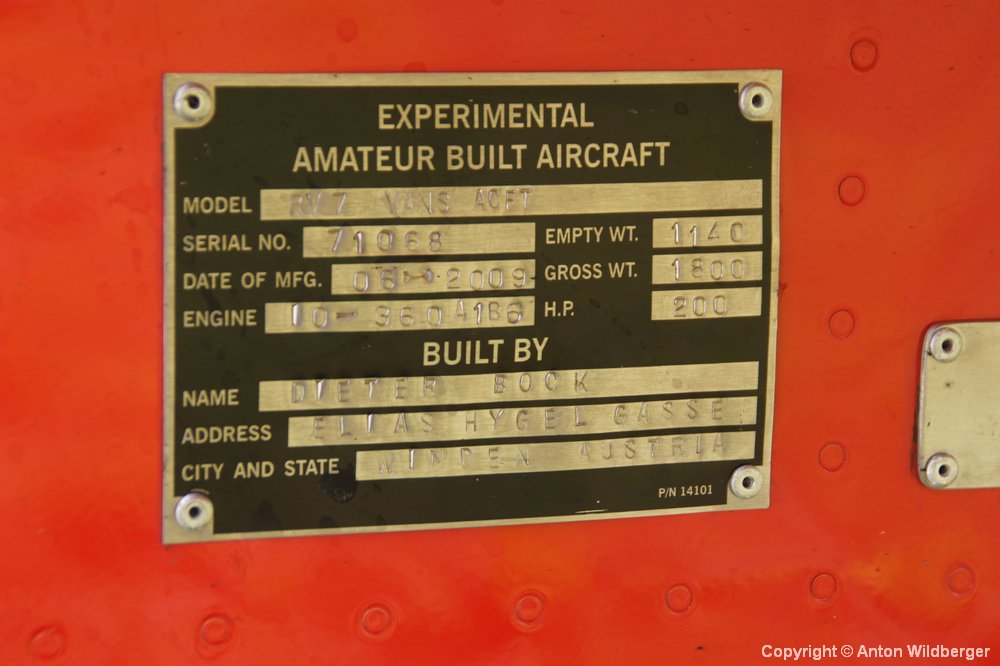 EXPERIMENTAL
AMATEUR BUILT AIRCRAFT
MODEL RV7 VANS ACFT
SERIAL NO. 71068 EMPTY WT. 1140
DATE OF MFG. 06-2009 GROSS WT. 1800
ENGINE IO-360A1B6 H.P. 200
BUILT BY
NAME DIETER BOCK
ADDRESS ELIAS HYGEL GASSE
CITY AND STATE WINDEN AUSTRIA
P/N 14101
Copyright © Anton Wildberger